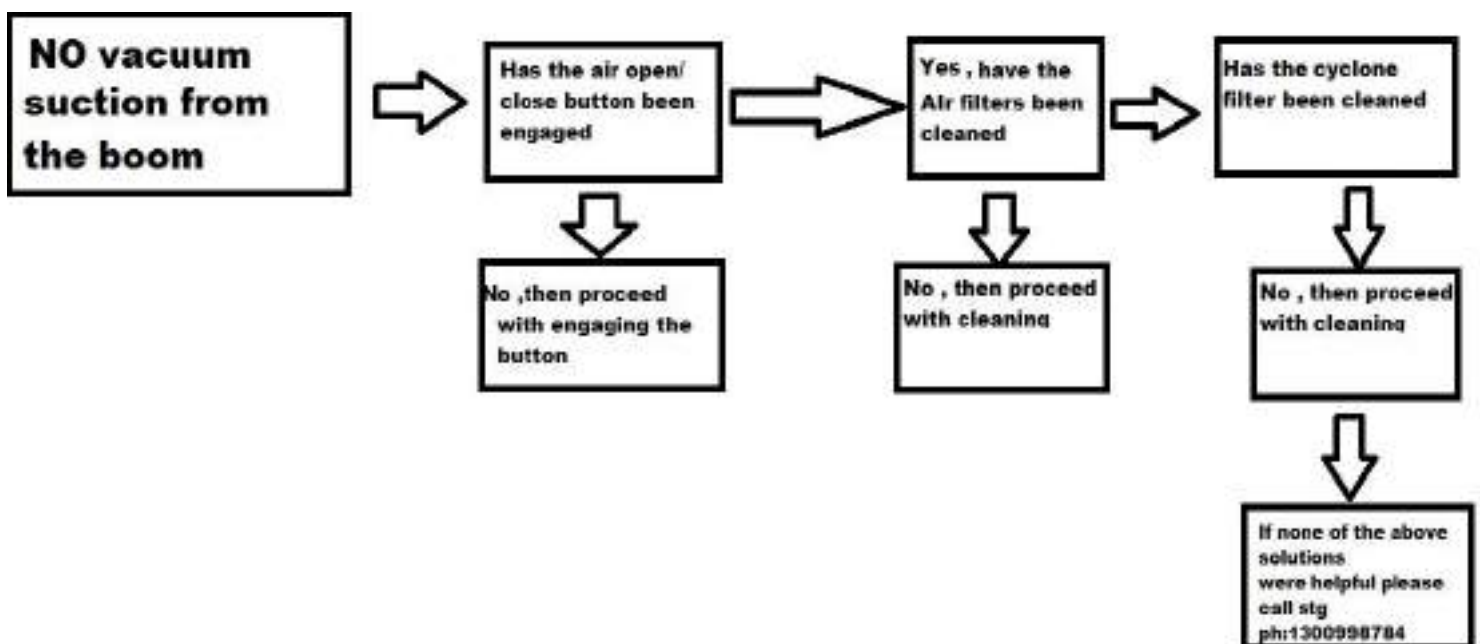 NO vacuum
suction from
the boom
Has the air open/
close button been
engaged
Yes , have the
AIr filters been
cleaned
Has the cyclone
filter been cleaned
No ,then proceed
with engaging the
button
No , then proceed
with cleaning
No , then proceed
with cleaning
If none of the above
solutions
were helpful please
call stg
ph:1300998784